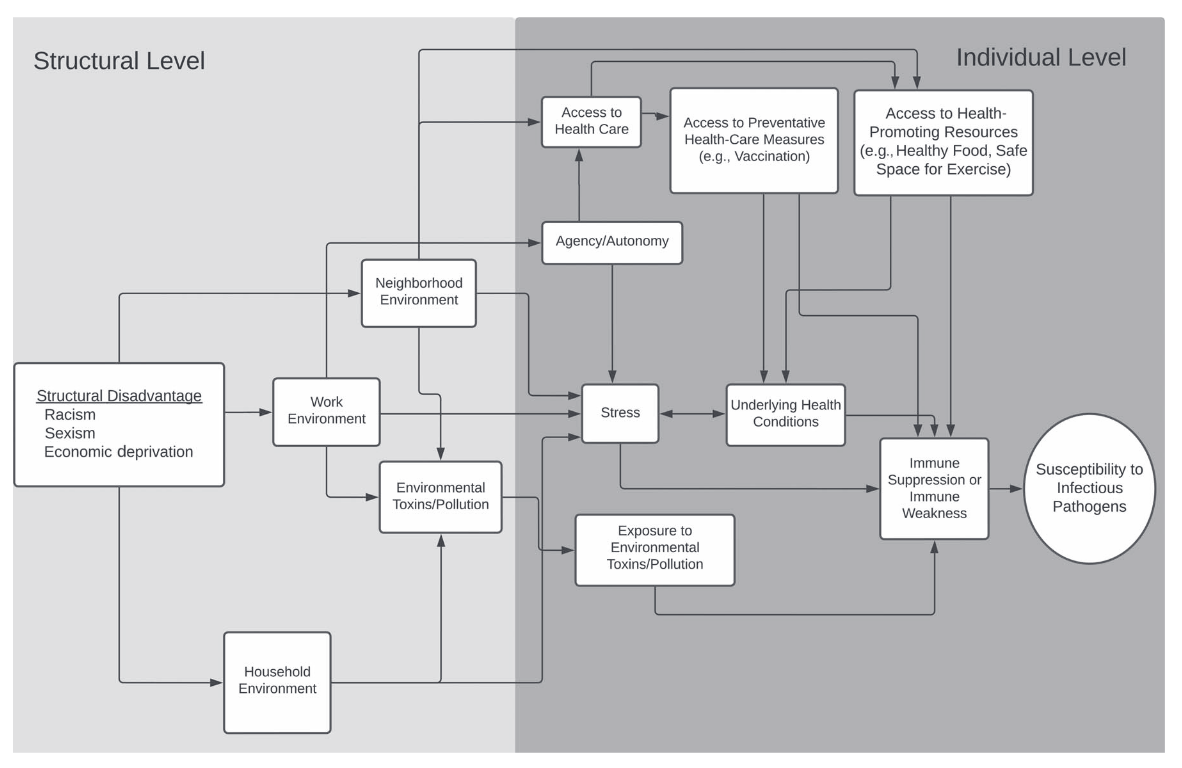 Structural Level
Individual Level
Access to
Health Care
Access to Preventative
Health-Care Measures
(e.g., Vaccination)
Access to Health-
Promoting Resources
(e.g., Healthy Food, Safe
Space for Exercise)
Agency/Autonomy
Neighborhood
Environment
Structural Disadvantage
Racism
Sexism
Economic deprivation
Work
Environment
Stress
Underlying Health
Conditions
Environmental
Toxins/Pollution
Immune
Suppression or
Immune
Weakness
Susceptibility to
Infectious
Pathogens
Exposure to
Environmental
Toxins/Pollution
Household
Environment